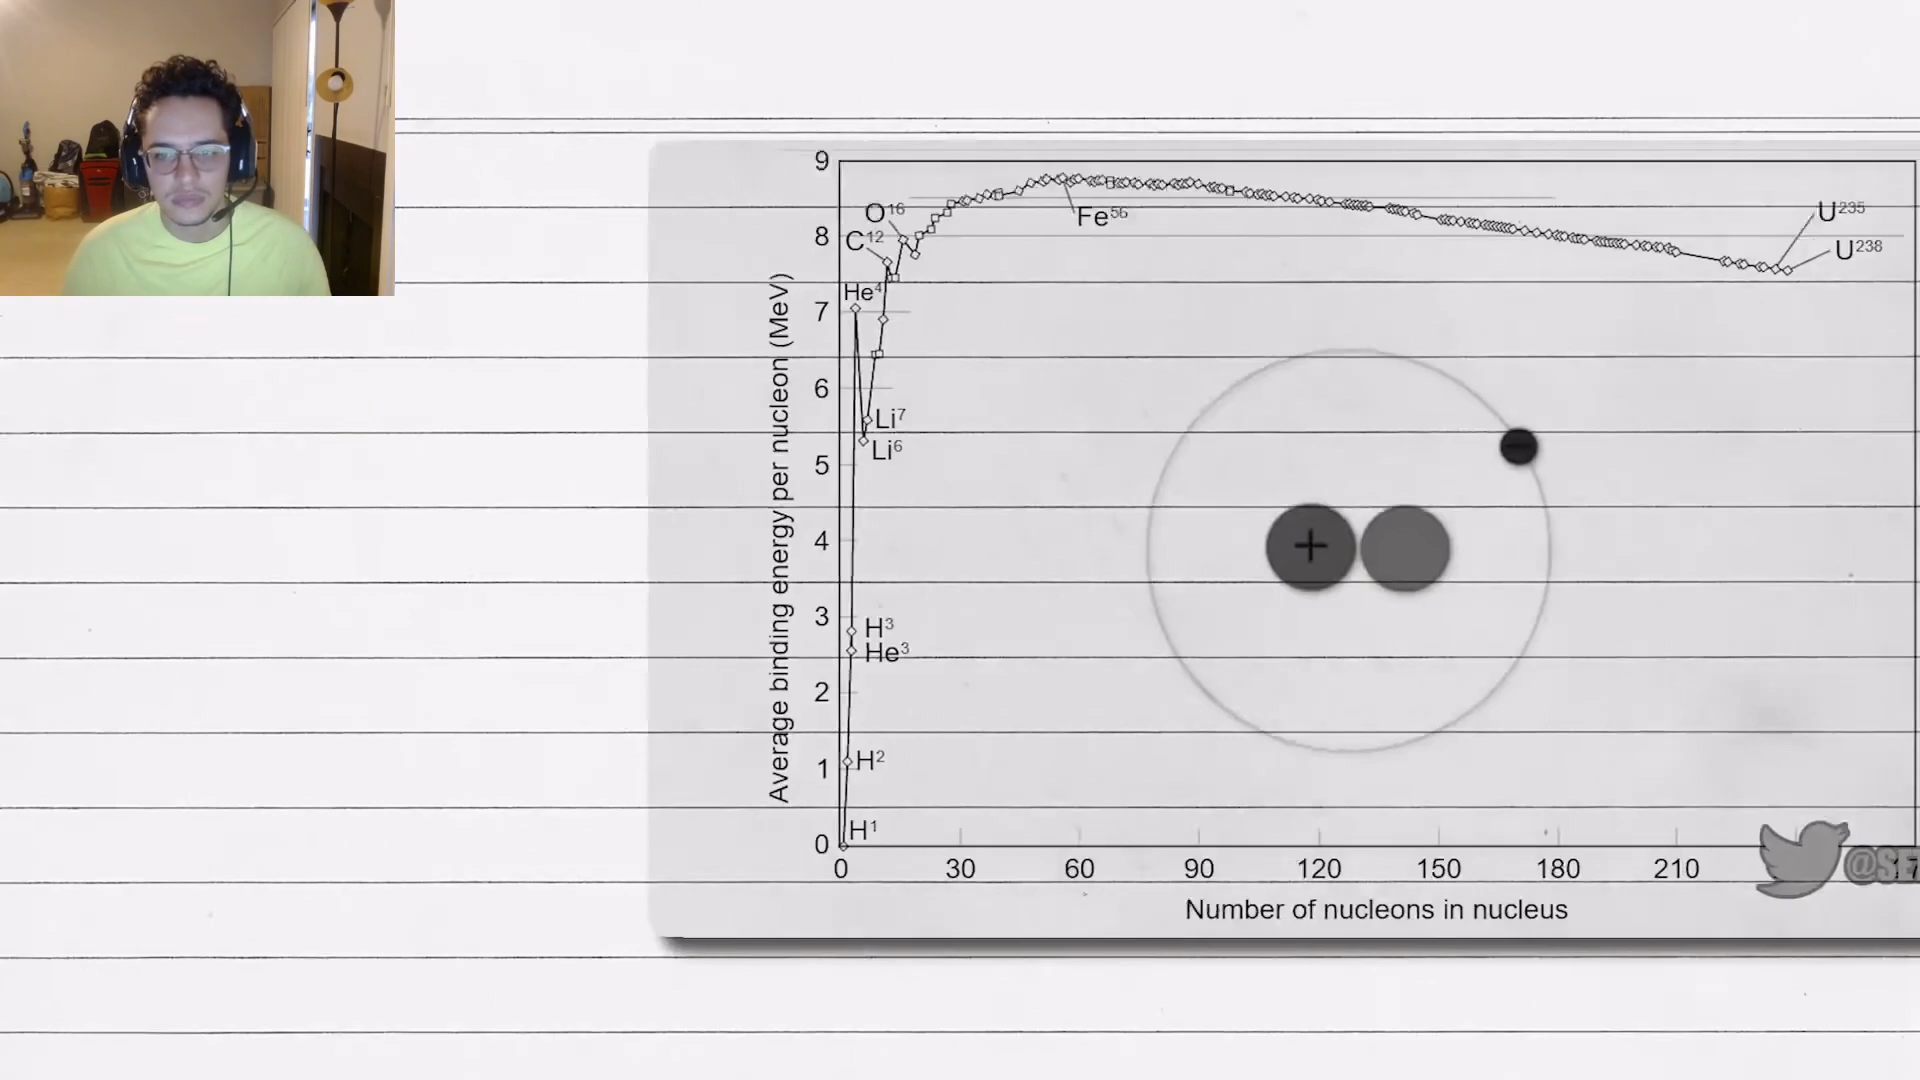 9
O16
Fe56
U235
C12
8
U238
He4
7
6
Li7
Li6
5
4
3
H3
He3
2
H2
1
H1
0
0 30 60 90 120 150 180 210
Number of nucleons in nucleus
Average binding energy per nucleon (MeV)
+